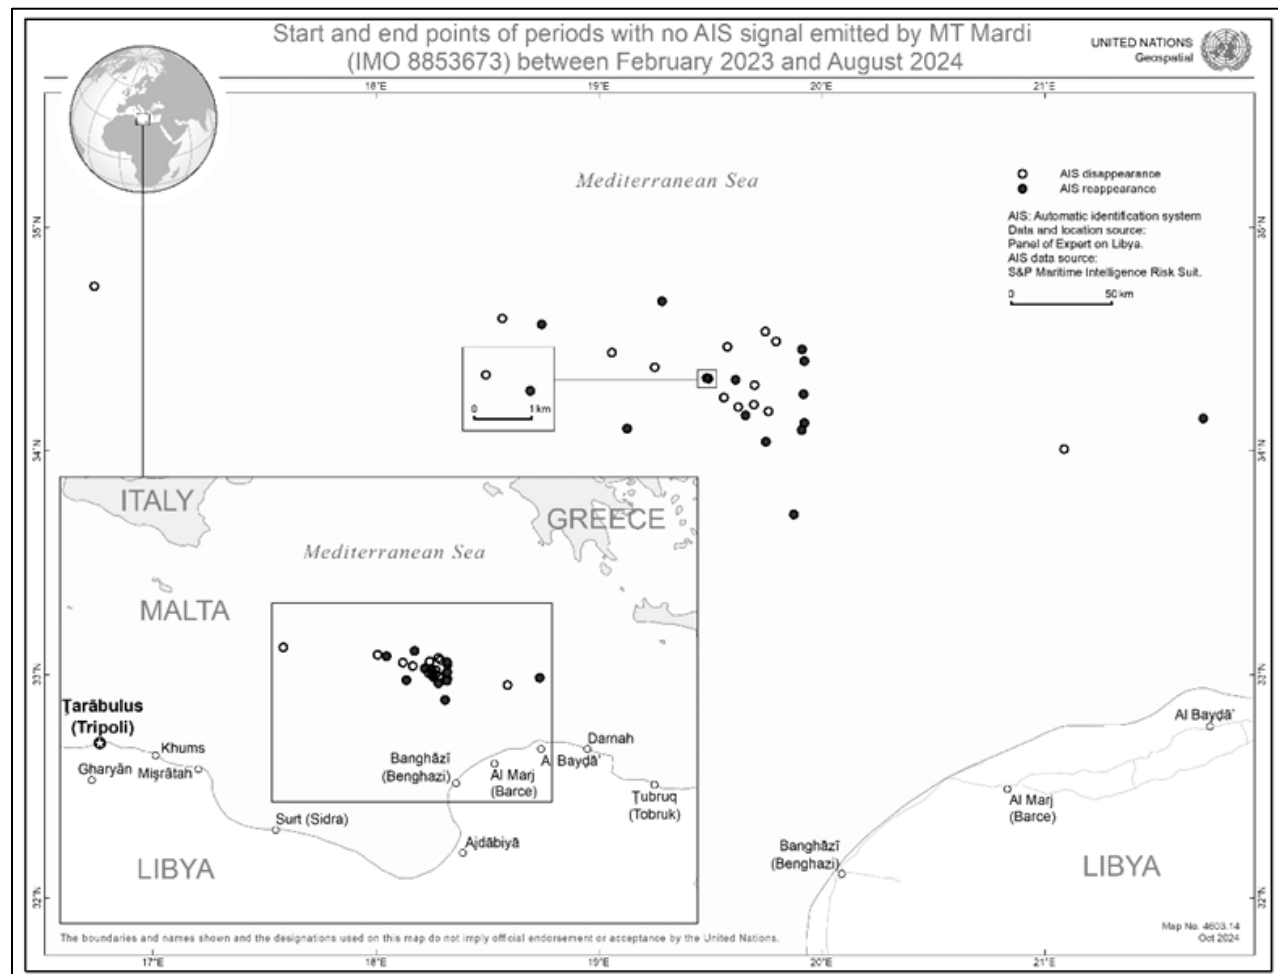 Start and end points of periods with no AIS signal emitted by MT Mardi
(IMO 8853673) between February 2023 and August 2024
UNITED NATIONS
Geospatial
18°E
19°E
20°E
21°E
Mediterranean Sea
AIS disappearance
AIS reappearance
AIS: Automatic identification system
Data and location source:
Panel of Expert on Libya.
AIS data source:
S&P Maritime Intelligence Risk Suit.
0 50 km
35°N
35°N
0 1 km
34°N
34°N
ITALY
GREECE
Mediterranean Sea
MALTA
33°N
33°N
Ţarābulus
(Tripoli)
Khums
Gharyān
Mişrātah
Banghāzī
(Benghazi)
Al Marj
(Barce)
Al Bayḑā’
Darnah
Ţubruq
(Tobruk)
Surt (Sidra)
Ajdābiyā
LIBYA
Al Bayḑā’
Al Marj
(Barce)
Banghāzī
(Benghazi)
LIBYA
32°N
32°N
The boundaries and names shown and the designations used on this map do not imply official endorsement or acceptance by the United Nations.
Map No. 4603.14
Oct 2024
17°E
18°E
19°E
20°E
21°E